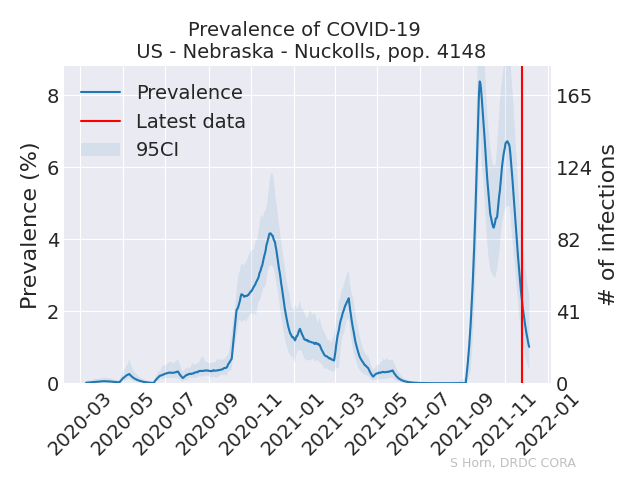 Prevalence of COVID-19
US - Nebraska - Nuckolls, pop. 4148
Prevalence
Latest data
95CI
Prevalence (%)
8
6
4
2
0
# of infections
165
124
82
41
0
2020-03
2020-05
2020-07
2020-09
2020-11
2021-01
2021-03
2021-05
2021-07
2021-09
2021-11
2022-01
S Horn, DRDC CORA